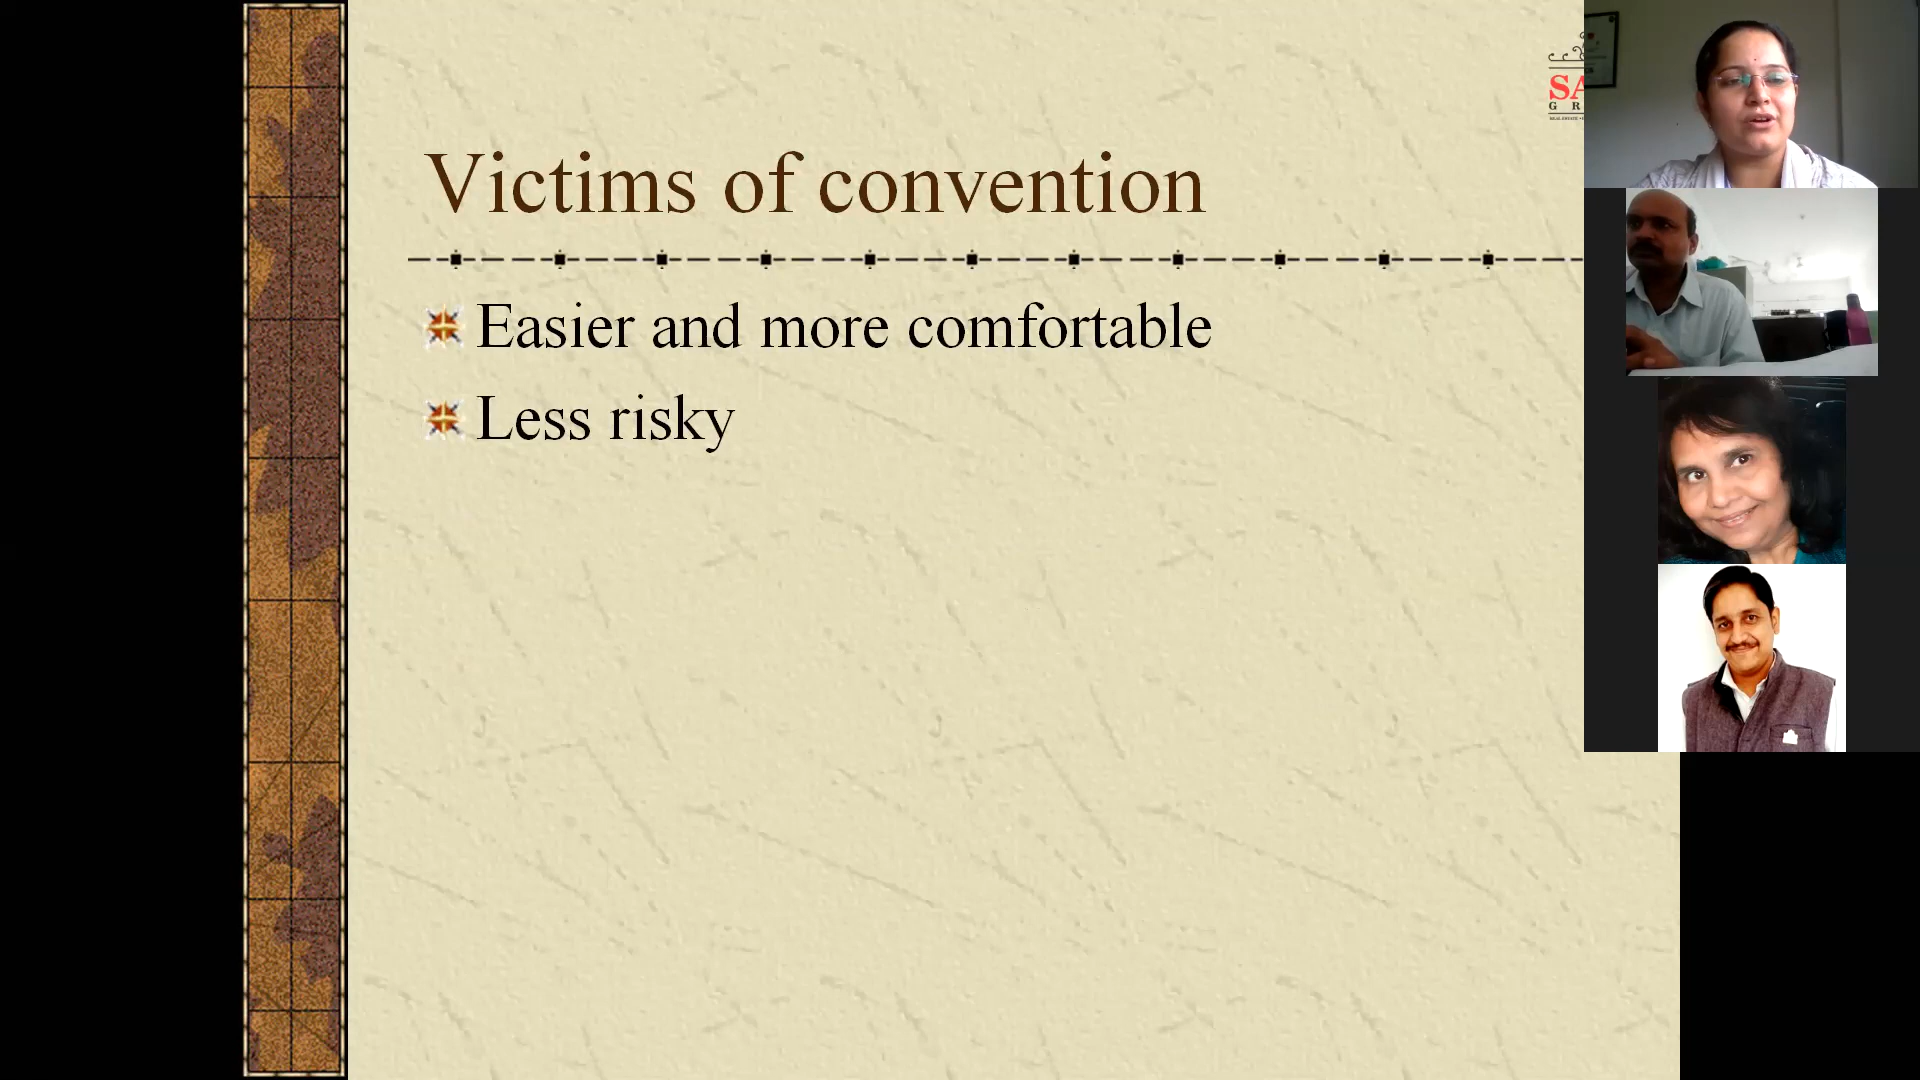 Victims of convention
Easier and more comfortable
Less risky